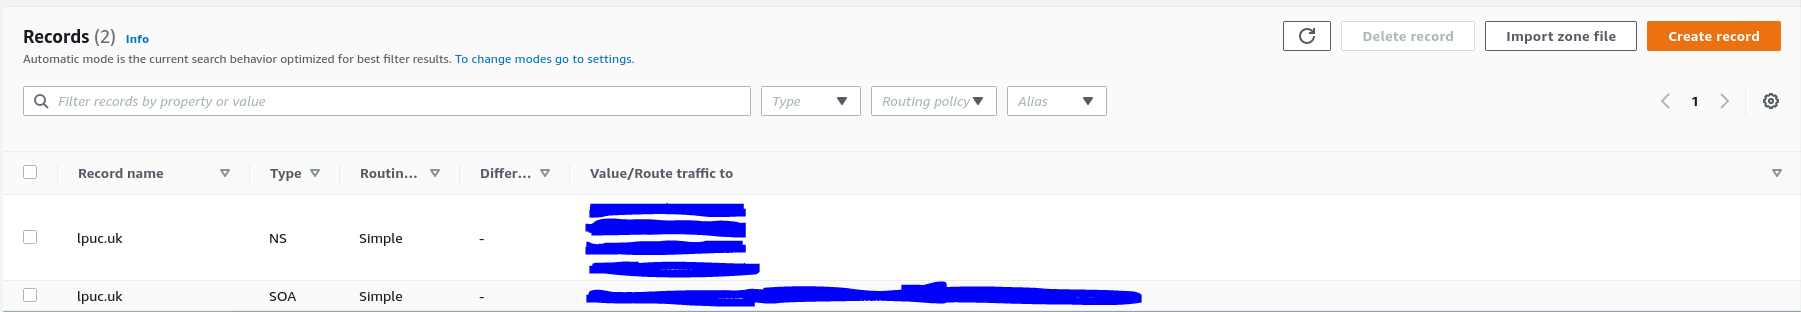 Records (2) Info
Delete record
Import zone file
Create record
Automatic mode is the current search behavior optimized for best filter results. To change modes go to settings.
Filter records by property or value
Type
Routing policy
Alias
1
Record name Type Routin... Differ... Value/Route traffic to
lpuc.uk NS Simple -
lpuc.uk SOA Simple -